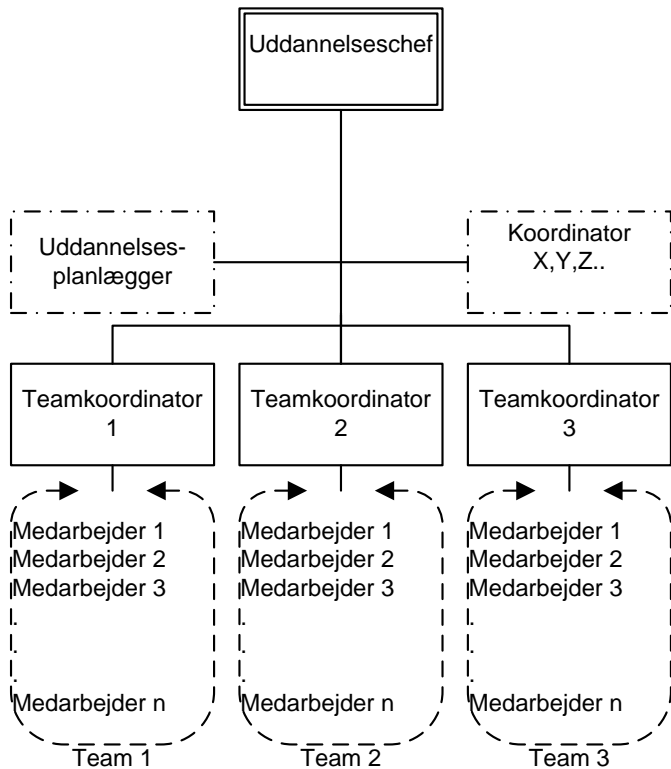 Uddannelseschef
Uddannelses-
planlægger
Koordinator
X,Y,Z..
Teamkoordinator
1
Teamkoordinator
2
Teamkoordinator
3
Medarbejder 1
Medarbejder 2
Medarbejder 3
.
.
.
Medarbejder n
Team 1
Medarbejder 1
Medarbejder 2
Medarbejder 3
.
.
.
Medarbejder n
Team 2
Medarbejder 1
Medarbejder 2
Medarbejder 3
.
.
.
Medarbejder n
Team 3